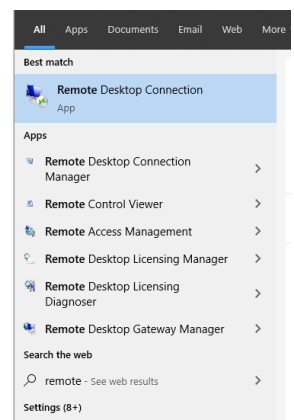 All Apps Documents Email Web More
Best match
Remote Desktop Connection
App
Apps
Remote Desktop Connection
Manager
Remote Control Viewer
Remote Access Management
Remote Desktop Licensing Manager
Remote Desktop Licensing
Diagnoser
Remote Desktop Gateway Manager
Search the web
remote - See web results
Settings (8+)